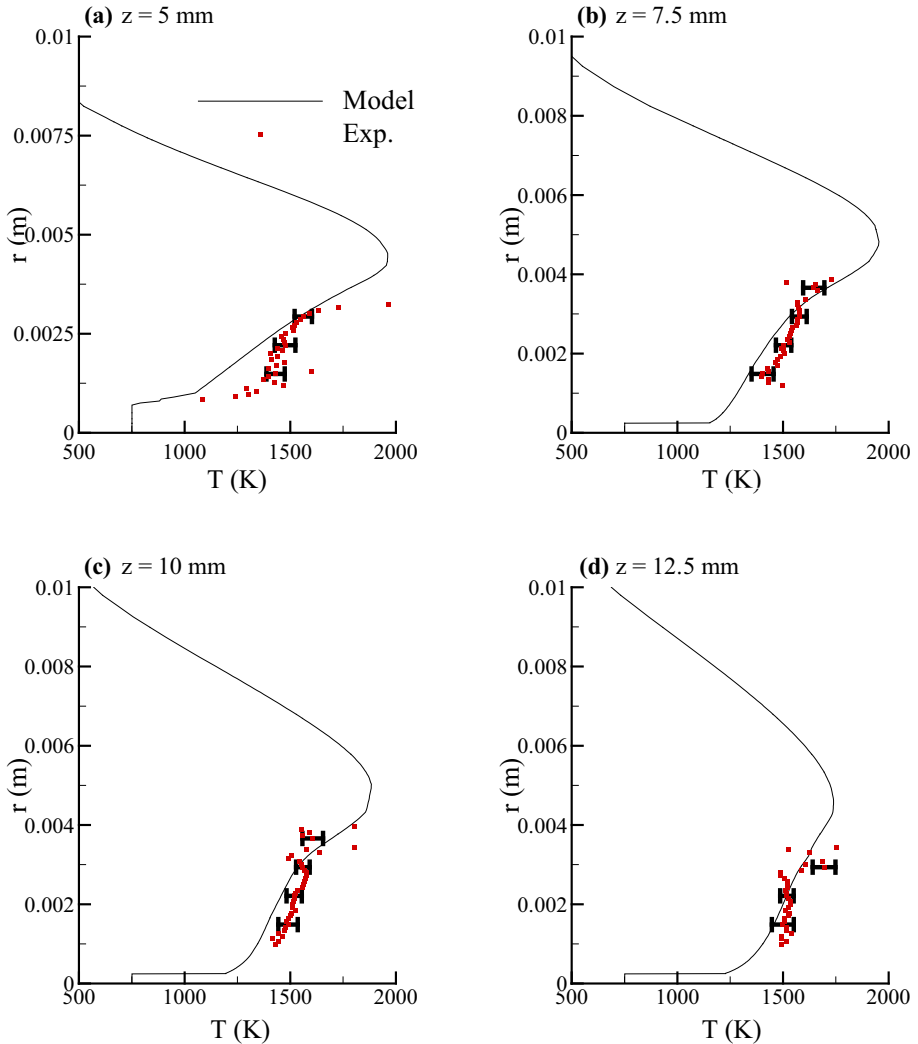 (a) z = 5 mm
0.01
0.0075
0.005
0.0025
0
r (m)
Model
Exp.
500 1000 1500 2000
T (K)
(b) z = 7.5 mm
0.01
0.008
0.006
0.004
0.002
0
r (m)
500 1000 1500 2000
T (K)
(c) z = 10 mm
0.01
0.008
0.006
0.004
0.002
0
r (m)
500 1000 1500 2000
T (K)
(d) z = 12.5 mm
0.01
0.008
0.006
0.004
0.002
0
r (m)
500 1000 1500 2000
T (K)